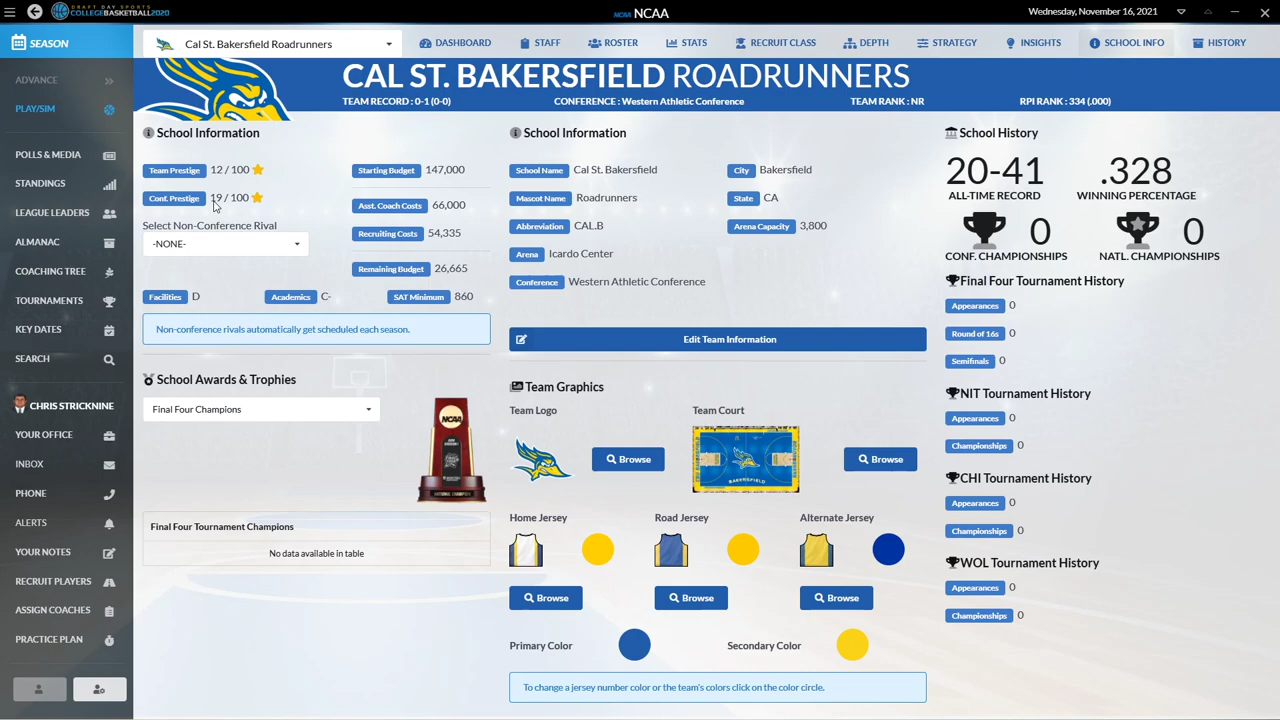 DRAFT DAY SPORTS
COLLEGE BASKETBALL 2020
NCAA NCAA
Wednesday, November 16, 2021
SEASON
Cal St. Bakersfield Roadrunners
DASHBOARD
STAFF
ROSTER
STATS
RECRUIT CLASS
DEPTH
STRATEGY
INSIGHTS
SCHOOL INFO
HISTORY
CAL ST. BAKERSFIELD ROADRUNNERS
TEAM RECORD : 0-1 (0-0)
CONFERENCE : Western Athletic Conference
TEAM RANK : NR
RPI RANK : 334 (.000)
ADVANCE
PLAY/SIM
POLLS & MEDIA
STANDINGS
LEAGUE LEADERS
ALMANAC
COACHING TREE
TOURNAMENTS
KEY DATES
SEARCH
CHRIS STRICKNINE
YOUR OFFICE
INBOX
PHONE
ALERTS
YOUR NOTES
RECRUIT PLAYERS
ASSIGN COACHES
PRACTICE PLAN
School Information
Team Prestige 12 / 100
Conf. Prestige 19 / 100
Select Non-Conference Rival
-NONE-
Starting Budget 147,000
Asst. Coach Costs 66,000
Recruiting Costs 54,335
Remaining Budget 26,665
Facilities D
Academics C-
SAT Minimum 860
Non-conference rivals automatically get scheduled each season.
School Awards & Trophies
Final Four Champions
NCAA
Final Four Tournament Champions
No data available in table
School Information
School Name Cal St. Bakersfield
City Bakersfield
Mascot Name Roadrunners
State CA
Abbreviation CAL.B
Arena Capacity 3,800
Arena Icardo Center
Conference Western Athletic Conference
Edit Team Information
Team Graphics
Team Logo
Browse
Team Court
BAKERSFIELD
Browse
Home Jersey
Road Jersey
Alternate Jersey
Browse
Browse
Browse
Primary Color
Secondary Color
To change a jersey number color or the team's colors click on the color circle.
School History
20-41
ALL-TIME RECORD
.328
WINNING PERCENTAGE
0
CONF. CHAMPIONSHIPS
0
NATL. CHAMPIONSHIPS
Final Four Tournament History
Appearances 0
Round of 16s 0
Semifinals 0
NIT Tournament History
Appearances 0
Championships 0
CHI Tournament History
Appearances 0
Championships 0
WOL Tournament History
Appearances 0
Championships 0